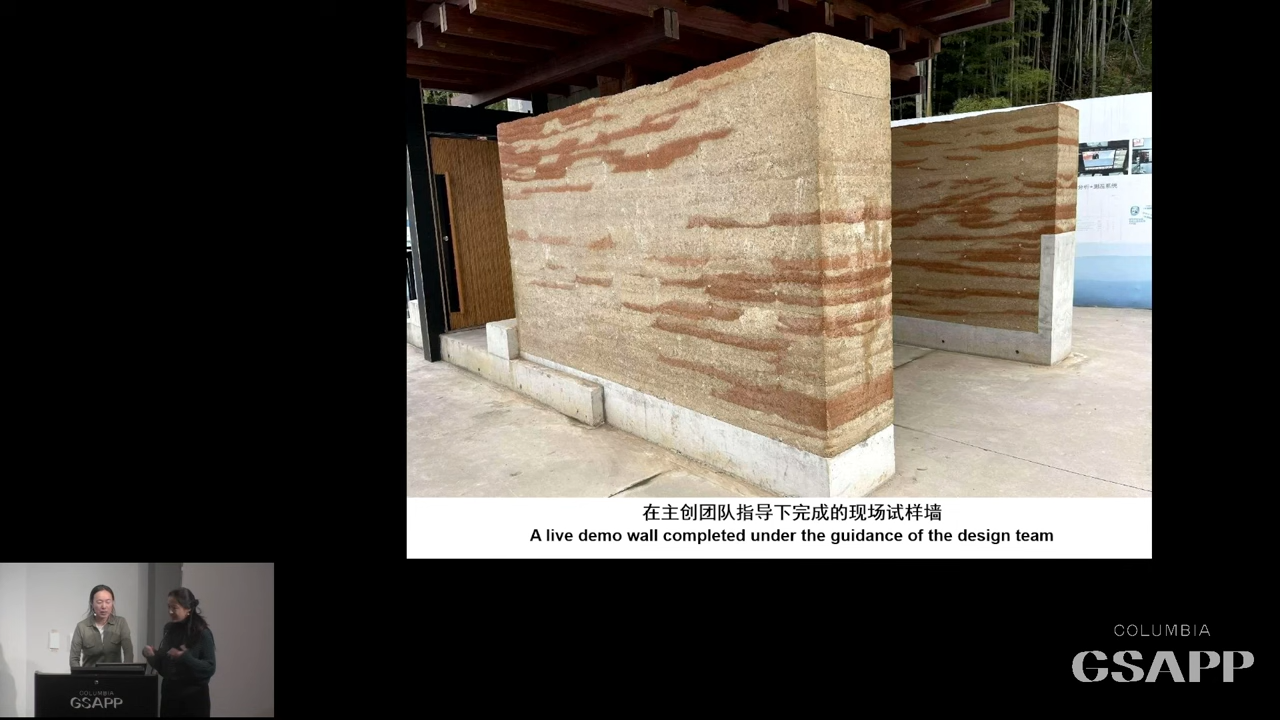 在主创团队指导下完成的现场试样墙
A live demo wall completed under the guidance of the design team
COLUMBIA
GSAPP
COLUMBIA
GSAPP